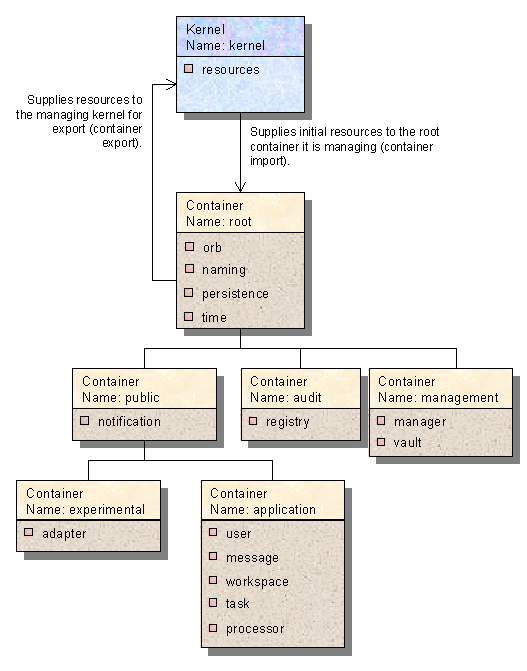 Kernel
Name: kernel
resources
Supplies resources to
the managing kernel for
export (container
export).
Supplies initial resources to the root
container it is managing (container
import).
Container
Name: root
orb
naming
persistence
time
Container
Name: public
notification
Container
Name: audit
registry
Container
Name: management
manager
vault
Container
Name: experimental
adapter
Container
Name: application
user
message
workspace
task
processor